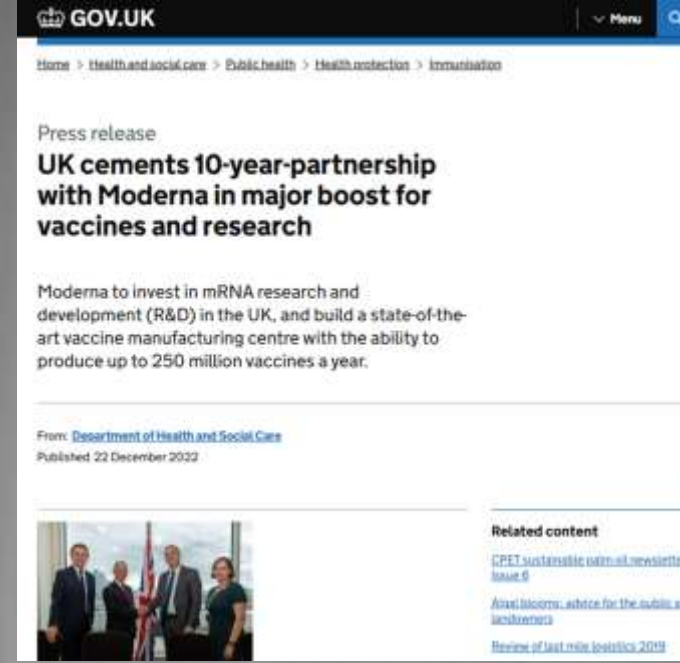 GOV.UK
Menu
Home > Health and social care > Public health > Health protection > Immunisation
Press release
UK cements 10-year-partnership
with Moderna in major boost for
vaccines and research
Moderna to invest in mRNA research and
development (R&D) in the UK, and build a state-of-the-
art vaccine manufacturing centre with the ability to
produce up to 250 million vaccines a year.
From: Department of Health and Social Care
Published 22 December 2022
Related content
CPET sustainable palm oil newslette
Issue 6
Algal blooms: advice for the public a
landowners
Review of last mile logistics 2019